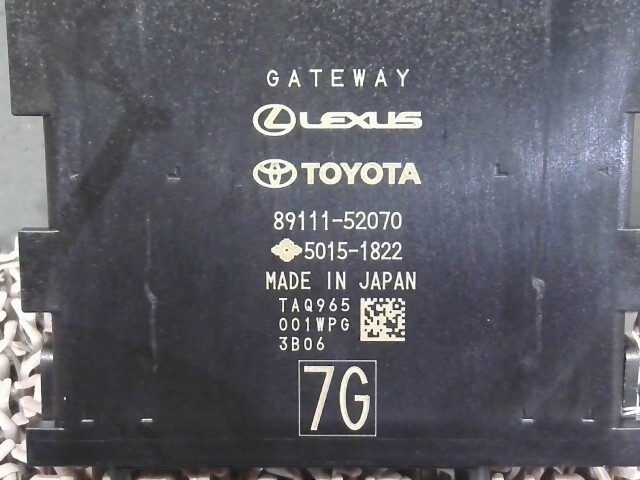 GATEWAY
LEXUS
TOYOTA
89111-52070
5015-1822
MADE IN JAPAN
TAQ965
001WPG
3B06
7G